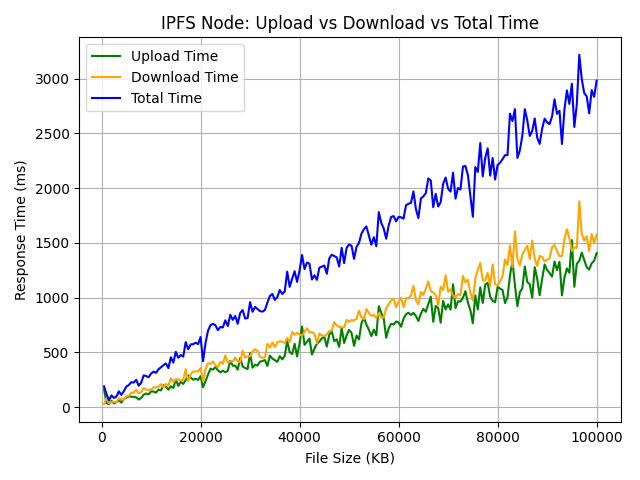 IPFS Node: Upload vs Download vs Total Time
Upload Time
Download Time
Total Time
Response Time (ms)
3000
2500
2000
1500
1000
500
0
0 20000 40000 60000 80000 100000
File Size (KB)